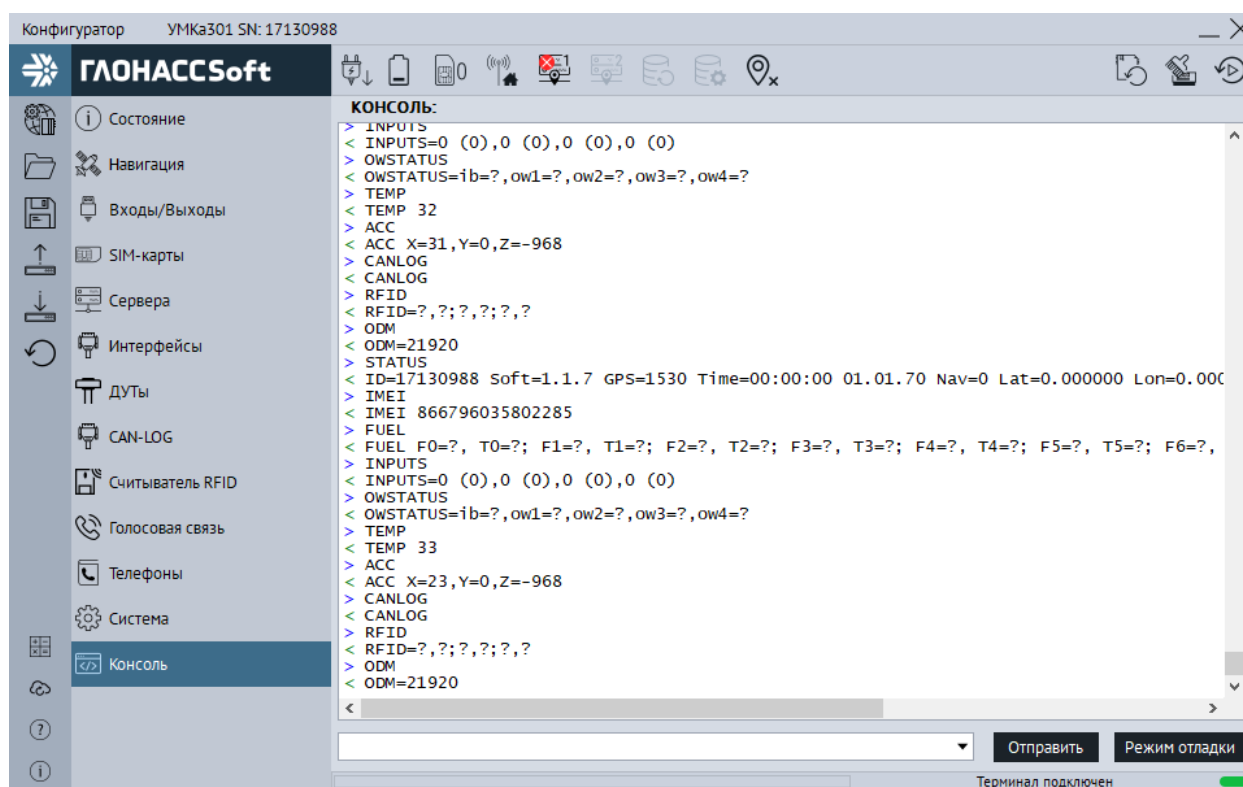 Конфигуратор УМКа301 SN: 17130988
ГЛОНАССSoft
0
1
2
Состояние
Навигация
Входы/Выходы
SIM-карты
Сервера
Интерфейсы
ДУТы
CAN-LOG
Считыватель RFID
Голосовая связь
Телефоны
Система
Консоль
КОНСОЛЬ:
> INPUTS
< INPUTS=0 (0),0 (0),0 (0),0 (0)
> OWSTATUS
< OWSTATUS=ib=?,ow1=?,ow2=?,ow3=?,ow4=?
> TEMP
< TEMP 32
> ACC
< ACC X=31,Y=0,Z=-968
> CANLOG
< CANLOG
> RFID
< RFID=?,?;?,?;?,?
> ODM
< ODM=21920
> STATUS
< ID=17130988 Soft=1.1.7 GPS=1530 Time=00:00:00 01.01.70 Nav=0 Lat=0.000000 Lon=0.000
> IMEI
< IMEI 866796035802285
> FUEL
< FUEL F0=?, T0=?; F1=?, T1=?; F2=?, T2=?; F3=?, T3=?; F4=?, T4=?; F5=?, T5=?; F6=?,
> INPUTS
< INPUTS=0 (0),0 (0),0 (0),0 (0)
> OWSTATUS
< OWSTATUS=ib=?,ow1=?,ow2=?,ow3=?,ow4=?
> TEMP
< TEMP 33
> ACC
< ACC X=23,Y=0,Z=-968
> CANLOG
< CANLOG
> RFID
< RFID=?,?;?,?;?,?
> ODM
< ODM=21920
Отправить
Режим отладки
Терминал подключен